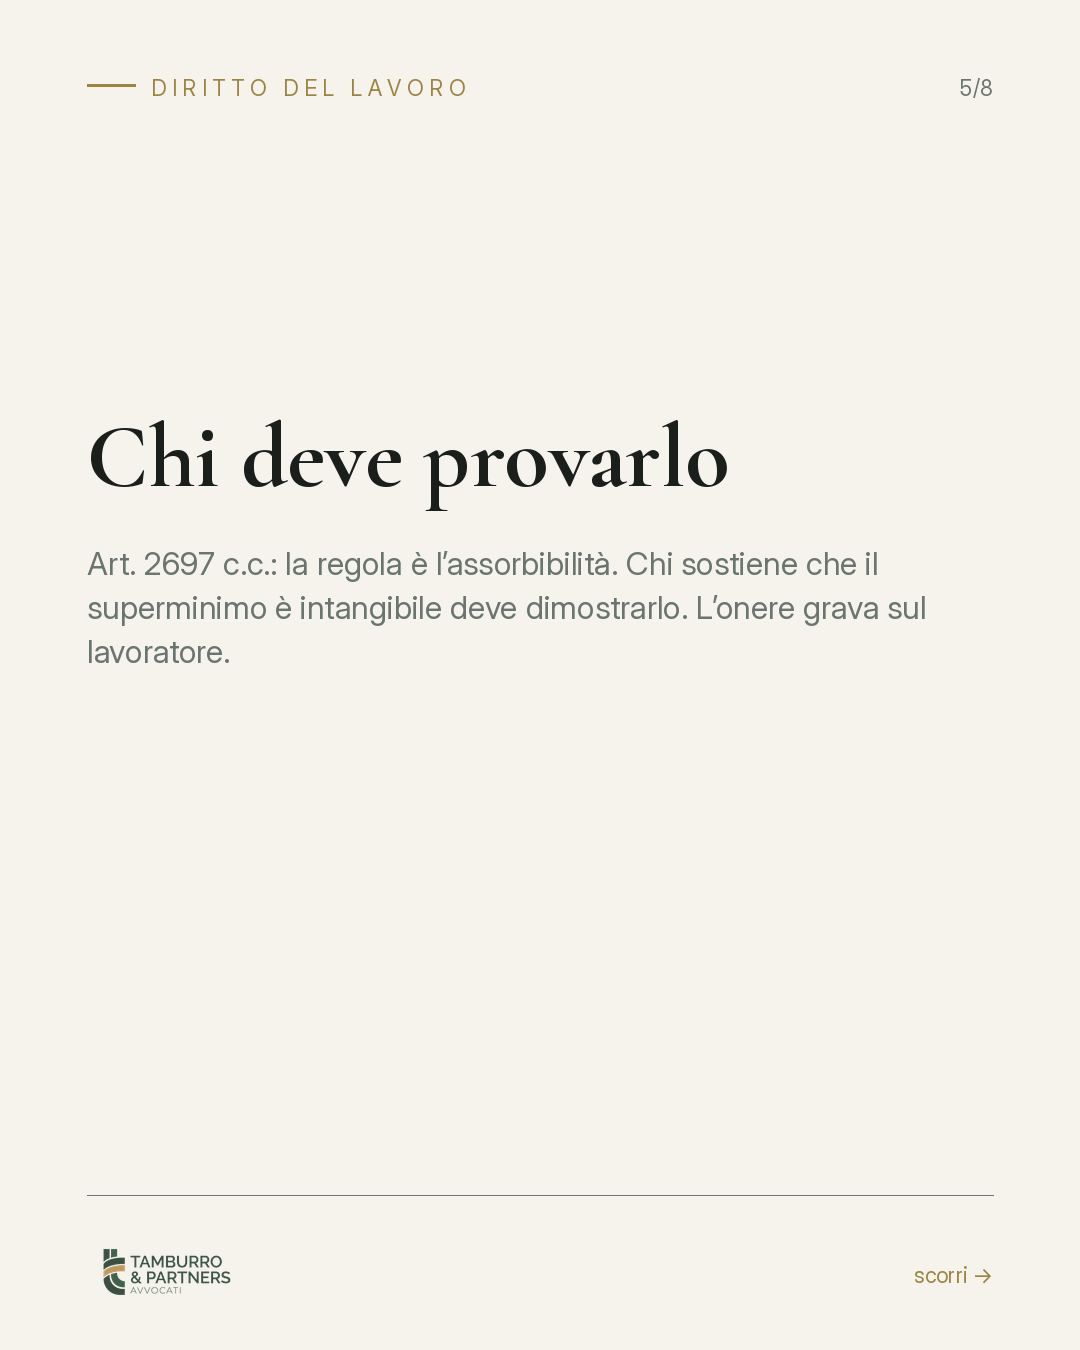 DIRITTO DEL LAVORO
5/8
Chi deve provarlo
Art. 2697 c.c.: la regola è l’assorbibilità. Chi sostiene che il
superminimo è intangibile deve dimostrarlo. L’onere grava sul
lavoratore.
TAMBURRO
& PARTNERS
AVVOCATI
scorri →